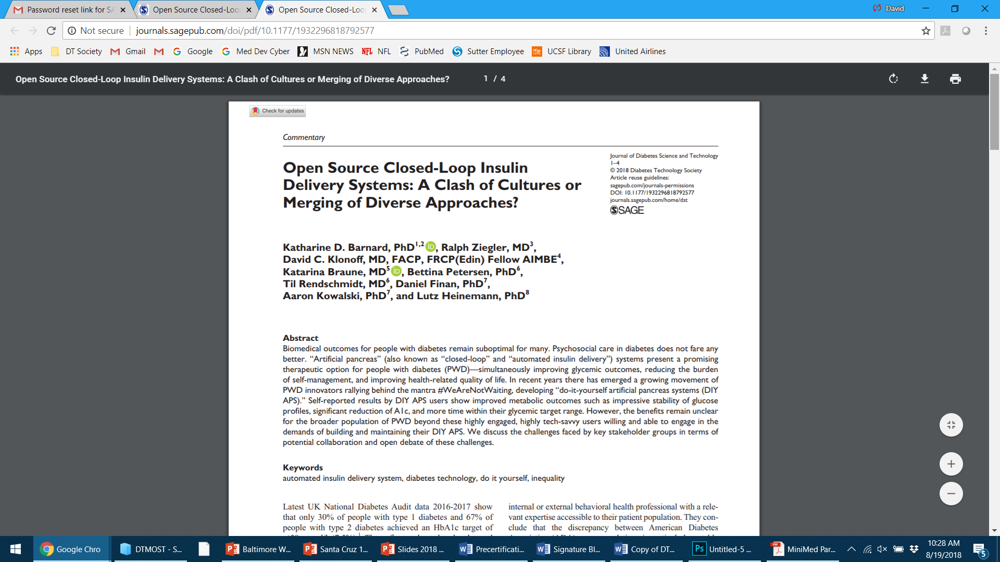 Password reset link for SA
Open Source Closed-Loo
Open Source Closed-Loo
David
Not secure
journals.sagepub.com/doi/pdf/10.1177/1932296818792577
Apps
DT Society
Gmail
Google
Med Dev Cyber
MSN NEWS
NFL
NFL
PubMed
Sutter Employee
UCSF Library
United Airlines
Open Source Closed-Loop Insulin Delivery Systems: A Clash of Cultures or Merging of Diverse Approaches?
1 / 4
Check for updates
Commentary
Open Source Closed-Loop Insulin
Delivery Systems: A Clash of Cultures or
Merging of Diverse Approaches?
Journal of Diabetes Science and Technology
1–4
© 2018 Diabetes Technology Society
Article reuse guidelines:
sagepub.com/journals-permissions
DOI: 10.1177/1932296818792577
journals.sagepub.com/home/dst
SAGE
Katharine D. Barnard, PhD1,2 iD, Ralph Ziegler, MD3,
David C. Klonoff, MD, FACP, FRCP(Edin) Fellow AIMBE4,
Katarina Braune, MD5 iD, Bettina Petersen, PhD6,
Til Rendschmidt, MD6, Daniel Finan, PhD7,
Aaron Kowalski, PhD7, and Lutz Heinemann, PhD8
Abstract
Biomedical outcomes for people with diabetes remain suboptimal for many. Psychosocial care in diabetes does not fare any
better. “Artificial pancreas” (also known as “closed-loop” and “automated insulin delivery”) systems present a promising
therapeutic option for people with diabetes (PWD)—simultaneously improving glycemic outcomes, reducing the burden
of self-management, and improving health-related quality of life. In recent years there has emerged a growing movement of
PWD innovators rallying behind the mantra #WeAreNotWaiting, developing “do-it-yourself artificial pancreas systems (DIY
APS).” Self-reported results by DIY APS users show improved metabolic outcomes such as impressive stability of glucose
profiles, significant reduction of A1c, and more time within their glycemic target range. However, the benefits remain unclear
for the broader population of PWD beyond these highly engaged, highly tech-savvy users willing and able to engage in the
demands of building and maintaining their DIY APS. We discuss the challenges faced by key stakeholder groups in terms of
potential collaboration and open debate of these challenges.
Keywords
automated insulin delivery system, diabetes technology, do it yourself, inequality
Latest UK National Diabetes Audit data 2016-2017 show
that only 30% of people with type 1 diabetes and 67% of
people with type 2 diabetes achieved an HbA1c target of
internal or external behavioral health professional with a rele-
vant expertise accessible to their patient population. They con-
clude that the discrepancy between American Diabetes
Google Chro
DTMOST - S...
Baltimore W...
Santa Cruz 1...
Slides 2018 ...
Precertificati...
Signature Bl...
Copy of DT...
Ps
Untitled-5 ...
MiniMed Par...
10:28 AM
8/19/2018
5